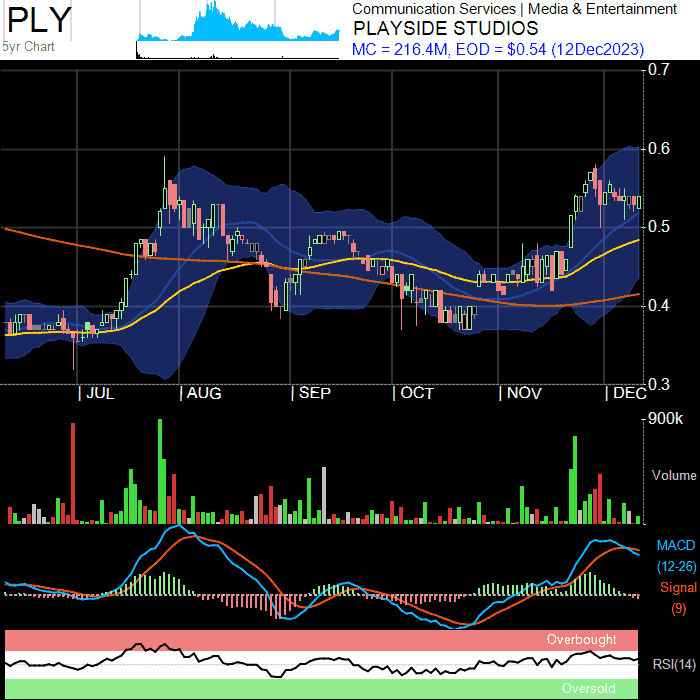 PLY
5yr Chart
Communication Services | Media & Entertainment
PLAYSIDE STUDIOS
MC = 216.4M, EOD = $0.54 (12Dec2023)
0.7
0.6
0.5
0.4
0.3
| JUL
| AUG
| SEP
| OCT
| NOV
| DEC
900k
Volume
MACD
(12-26)
Signal
(9)
Overbought
RSI(14)
Oversold